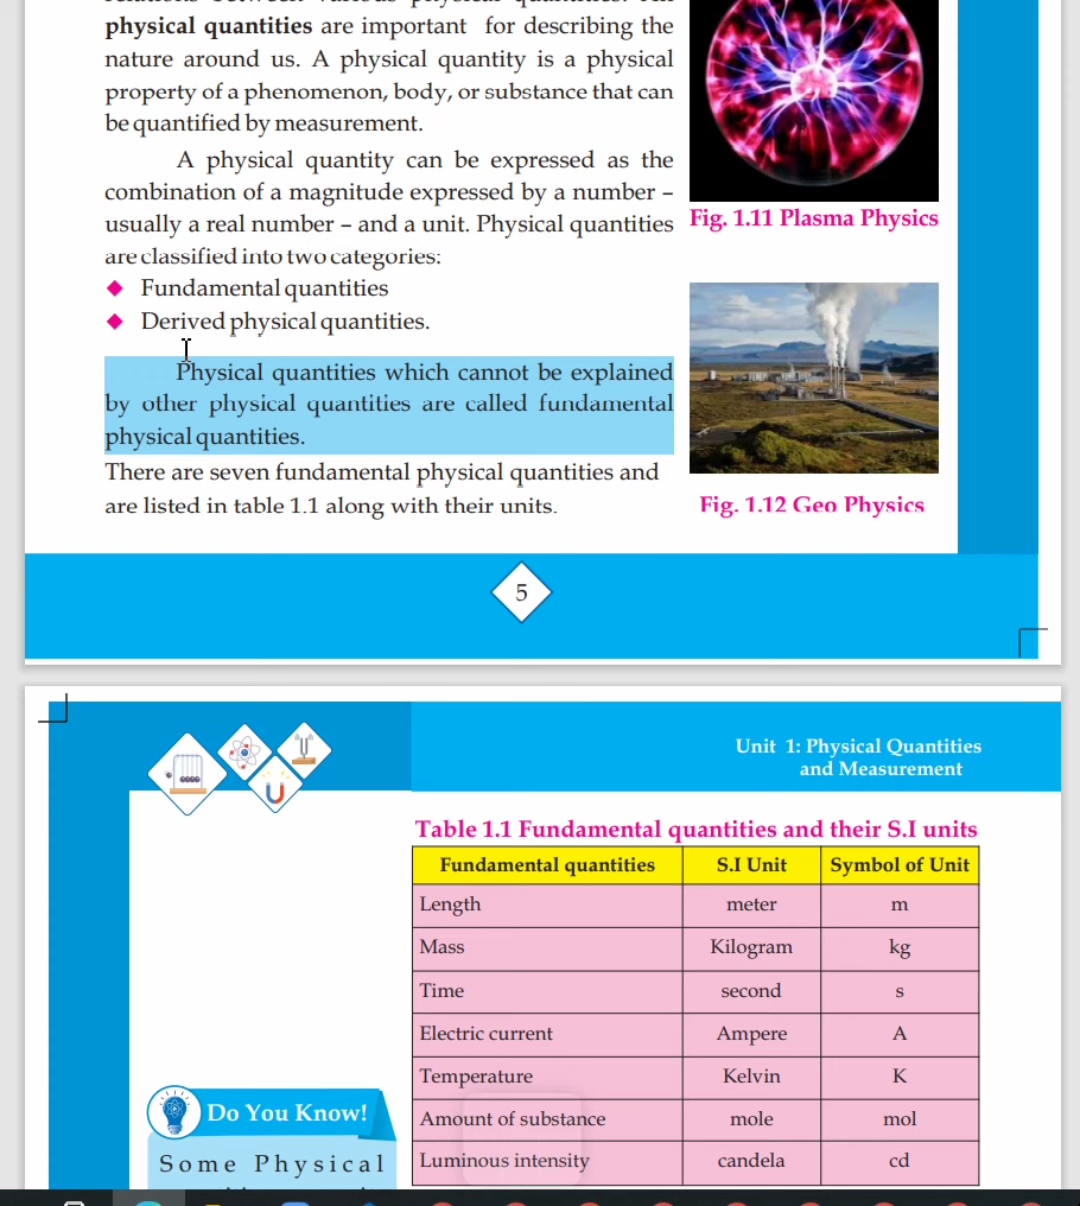 physical quantities are important for describing the
nature around us. A physical quantity is a physical
property of a phenomenon, body, or substance that can
be quantified by measurement.
A physical quantity can be expressed as the
combination of a magnitude expressed by a number –
usually a real number – and a unit. Physical quantities
are classified into two categories:
Fundamental quantities
Derived physical quantities.
Physical quantities which cannot be explained
by other physical quantities are called fundamental
physical quantities.
There are seven fundamental physical quantities and
are listed in table 1.1 along with their units.
Fig. 1.11 Plasma Physics
Fig. 1.12 Geo Physics
5
Unit 1: Physical Quantities
and Measurement
Table 1.1 Fundamental quantities and their S.I units
Fundamental quantities S.I Unit Symbol of Unit
Length meter m
Mass Kilogram kg
Time second s
Electric current Ampere A
Temperature Kelvin K
Amount of substance mole mol
Luminous intensity candela cd
Do You Know!
Some Physical